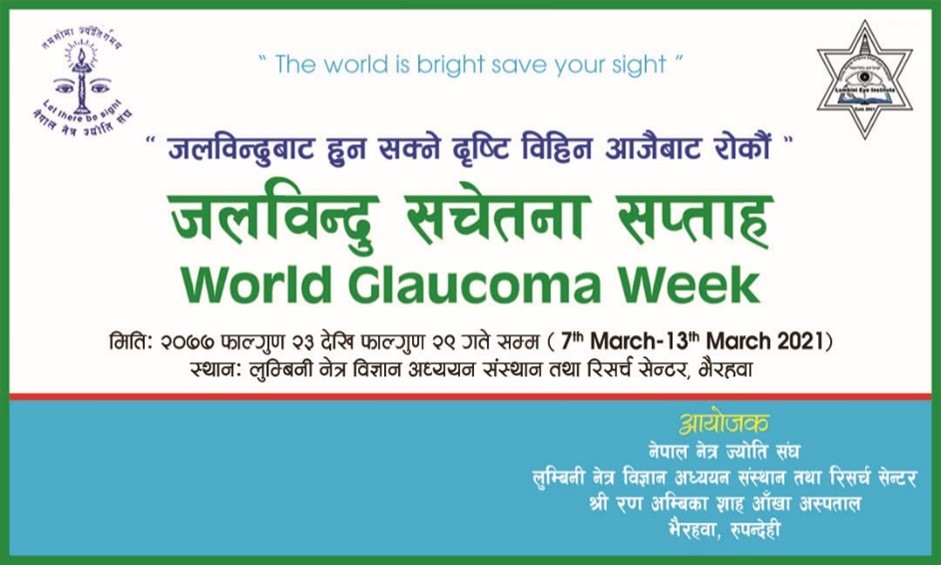 तमसोमा ज्योतिर्गमय
Let there be sight
नेपाल नेत्र ज्योति संघ
" The world is bright save your sight "
Lumbini Eye Institute
" जलविन्दुबाट हुन सक्ने दृष्टि विहिन आजैबाट रोकौं "
जलविन्दु सचेतना सप्ताह
World Glaucoma Week
मिति: २०७७ फाल्गुण २३ देखि फाल्गुण २९ गते सम्म ( 7th March-13th March 2021)
स्थान: लुम्बिनी नेत्र विज्ञान अध्ययन संस्थान तथा रिसर्च सेन्टर, भैरहवा
आयोजक
नेपाल नेत्र ज्योति संघ
लुम्बिनी नेत्र विज्ञान अध्ययन संस्थान तथा रिसर्च सेन्टर
श्री रण अम्बिका शाह आँखा अस्पताल
भैरहवा, रुपन्देही